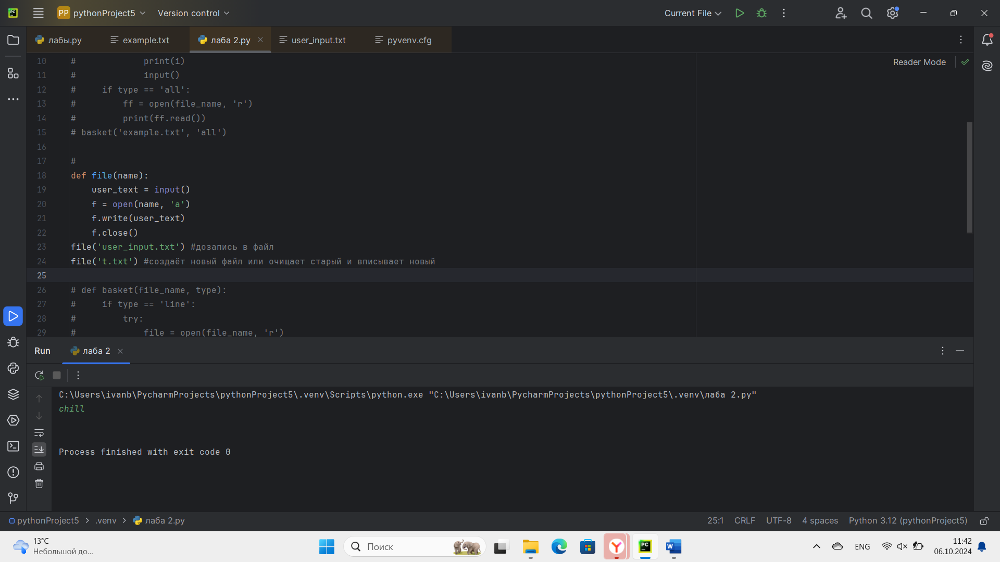 PC
PP pythonProject5
Version control
Current File
лабы.py
example.txt
лаба 2.py
user_input.txt
pyvenv.cfg
Reader Mode
10 #             print(i)
11 #             input()
12 #     if type == 'all':
13 #         ff = open(file_name, 'r')
14 #         print(ff.read())
15 # basket('example.txt', 'all')
16
17 #
18 def file(name):
19     user_text = input()
20     f = open(name, 'a')
21     f.write(user_text)
22     f.close()
23 file('user_input.txt') #дозапись в файл
24 file('t.txt') #создаёт новый файл или очищает старый и вписывает новый
25
26 # def basket(file_name, type):
27 #     if type == 'line':
28 #         try:
29 #             file = open(file_name, 'r')
Run
лаба 2
C:\Users\ivanb\PycharmProjects\pythonProject5\.venv\Scripts\python.exe "C:\Users\ivanb\PycharmProjects\pythonProject5\.venv\лаба 2.py"
chill
Process finished with exit code 0
pythonProject5 > .venv > лаба 2.py
25:1
CRLF
UTF-8
4 spaces
Python 3.12 (pythonProject5)
13°C
Небольшой до...
Поиск
Y
PC
W
ENG
11:42
06.10.2024